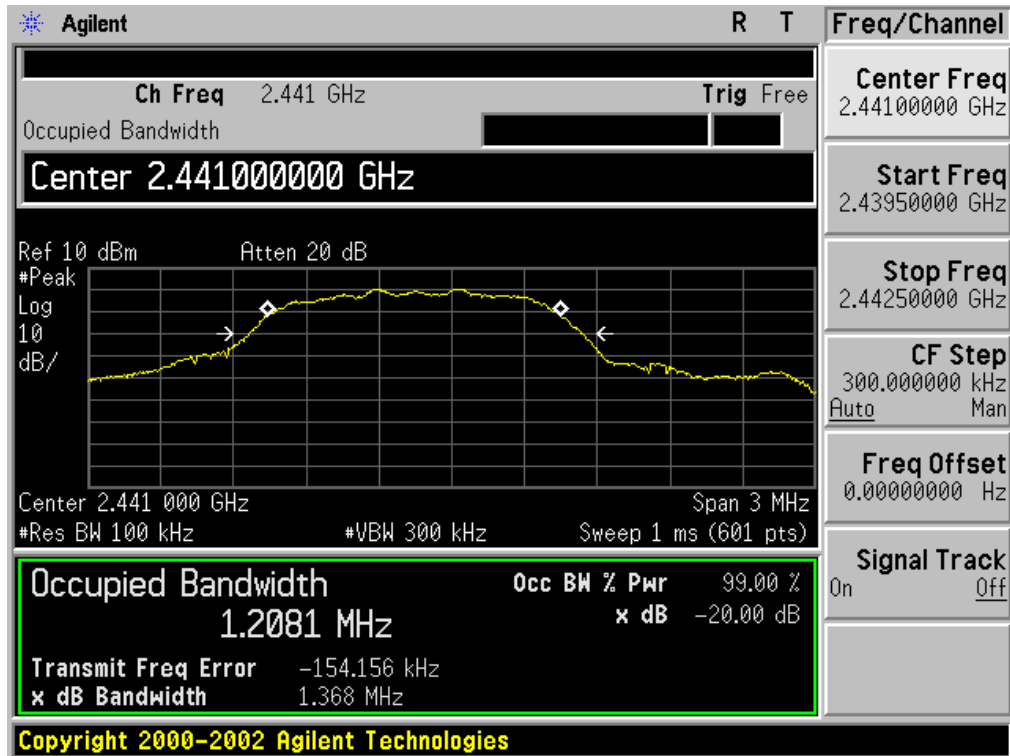 Agilent R T Freq/Channel
Ch Freq 2.441 GHz Trig Free
Occupied Bandwidth
Center 2.441000000 GHz
Ref 10 dBm Atten 20 dB
#Peak
Log
10
dB/
Center 2.441 000 GHz Span 3 MHz
#Res BW 100 kHz #VBW 300 kHz Sweep 1 ms (601 pts)
Occupied Bandwidth
1.2081 MHz
Occ BW % Pwr 99.00 %
x dB -20.00 dB
Transmit Freq Error -154.156 kHz
x dB Bandwidth 1.368 MHz
Center Freq
2.44100000 GHz
Start Freq
2.43950000 GHz
Stop Freq
2.44250000 GHz
CF Step
300.000000 kHz
Auto Man
Freq Offset
0.00000000 Hz
Signal Track
On Off
Copyright 2000-2002 Agilent Technologies